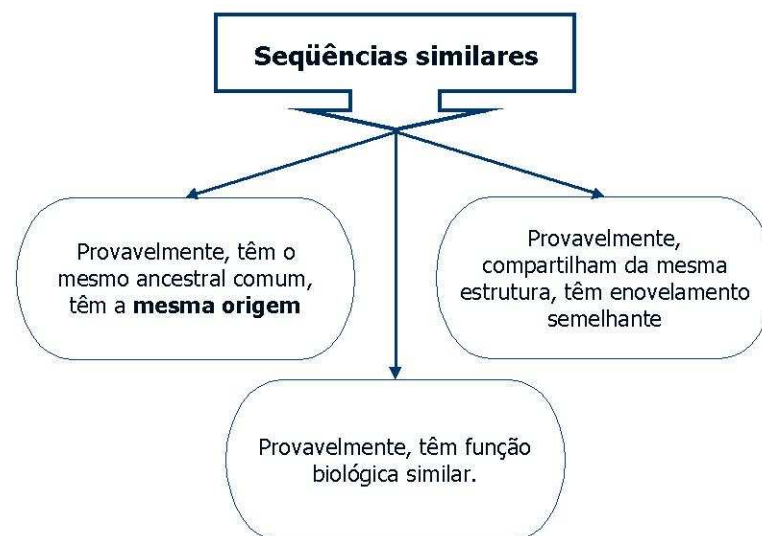 Seqüências similares
Provavelmente, têm o
mesmo ancestral comum,
têm a mesma origem
Provavelmente,
compartilham da mesma
estrutura, têm enovelamento
semelhante
Provavelmente, têm função
biológica similar.